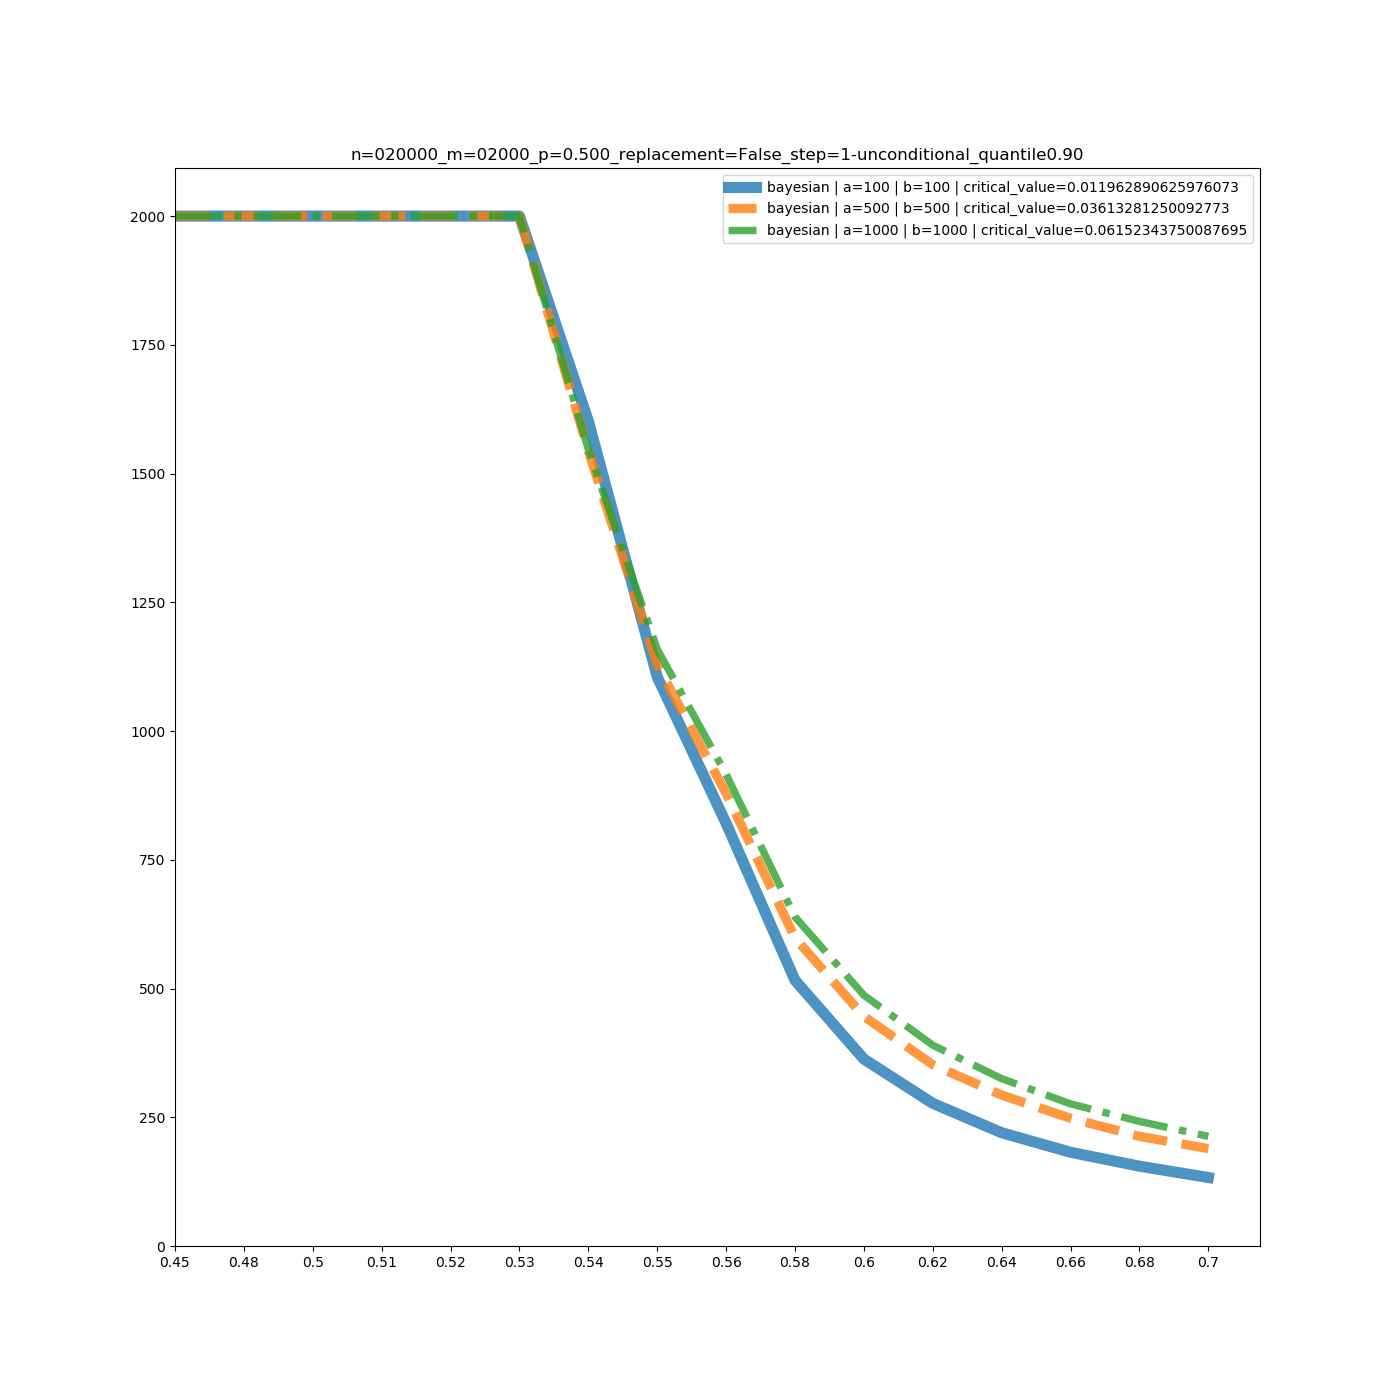 n=020000_m=02000_p=0.500_replacement=False_step=1-unconditional_quantile0.90
bayesian | a=100 | b=100 | critical_value=0.011962890625976073
bayesian | a=500 | b=500 | critical_value=0.03613281250092773
bayesian | a=1000 | b=1000 | critical_value=0.06152343750087695
2000
1750
1500
1250
1000
750
500
250
0
0.45 0.48 0.5 0.51 0.52 0.53 0.54 0.55 0.56 0.58 0.6 0.62 0.64 0.66 0.68 0.7